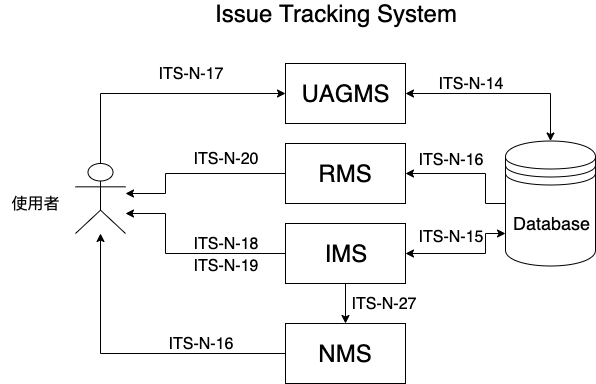 Issue Tracking System
ITS-N-17
UAGMS
ITS-N-14
ITS-N-20
RMS
ITS-N-16
使用者
Database
ITS-N-18
ITS-N-19
IMS
ITS-N-15
ITS-N-27
ITS-N-16
NMS